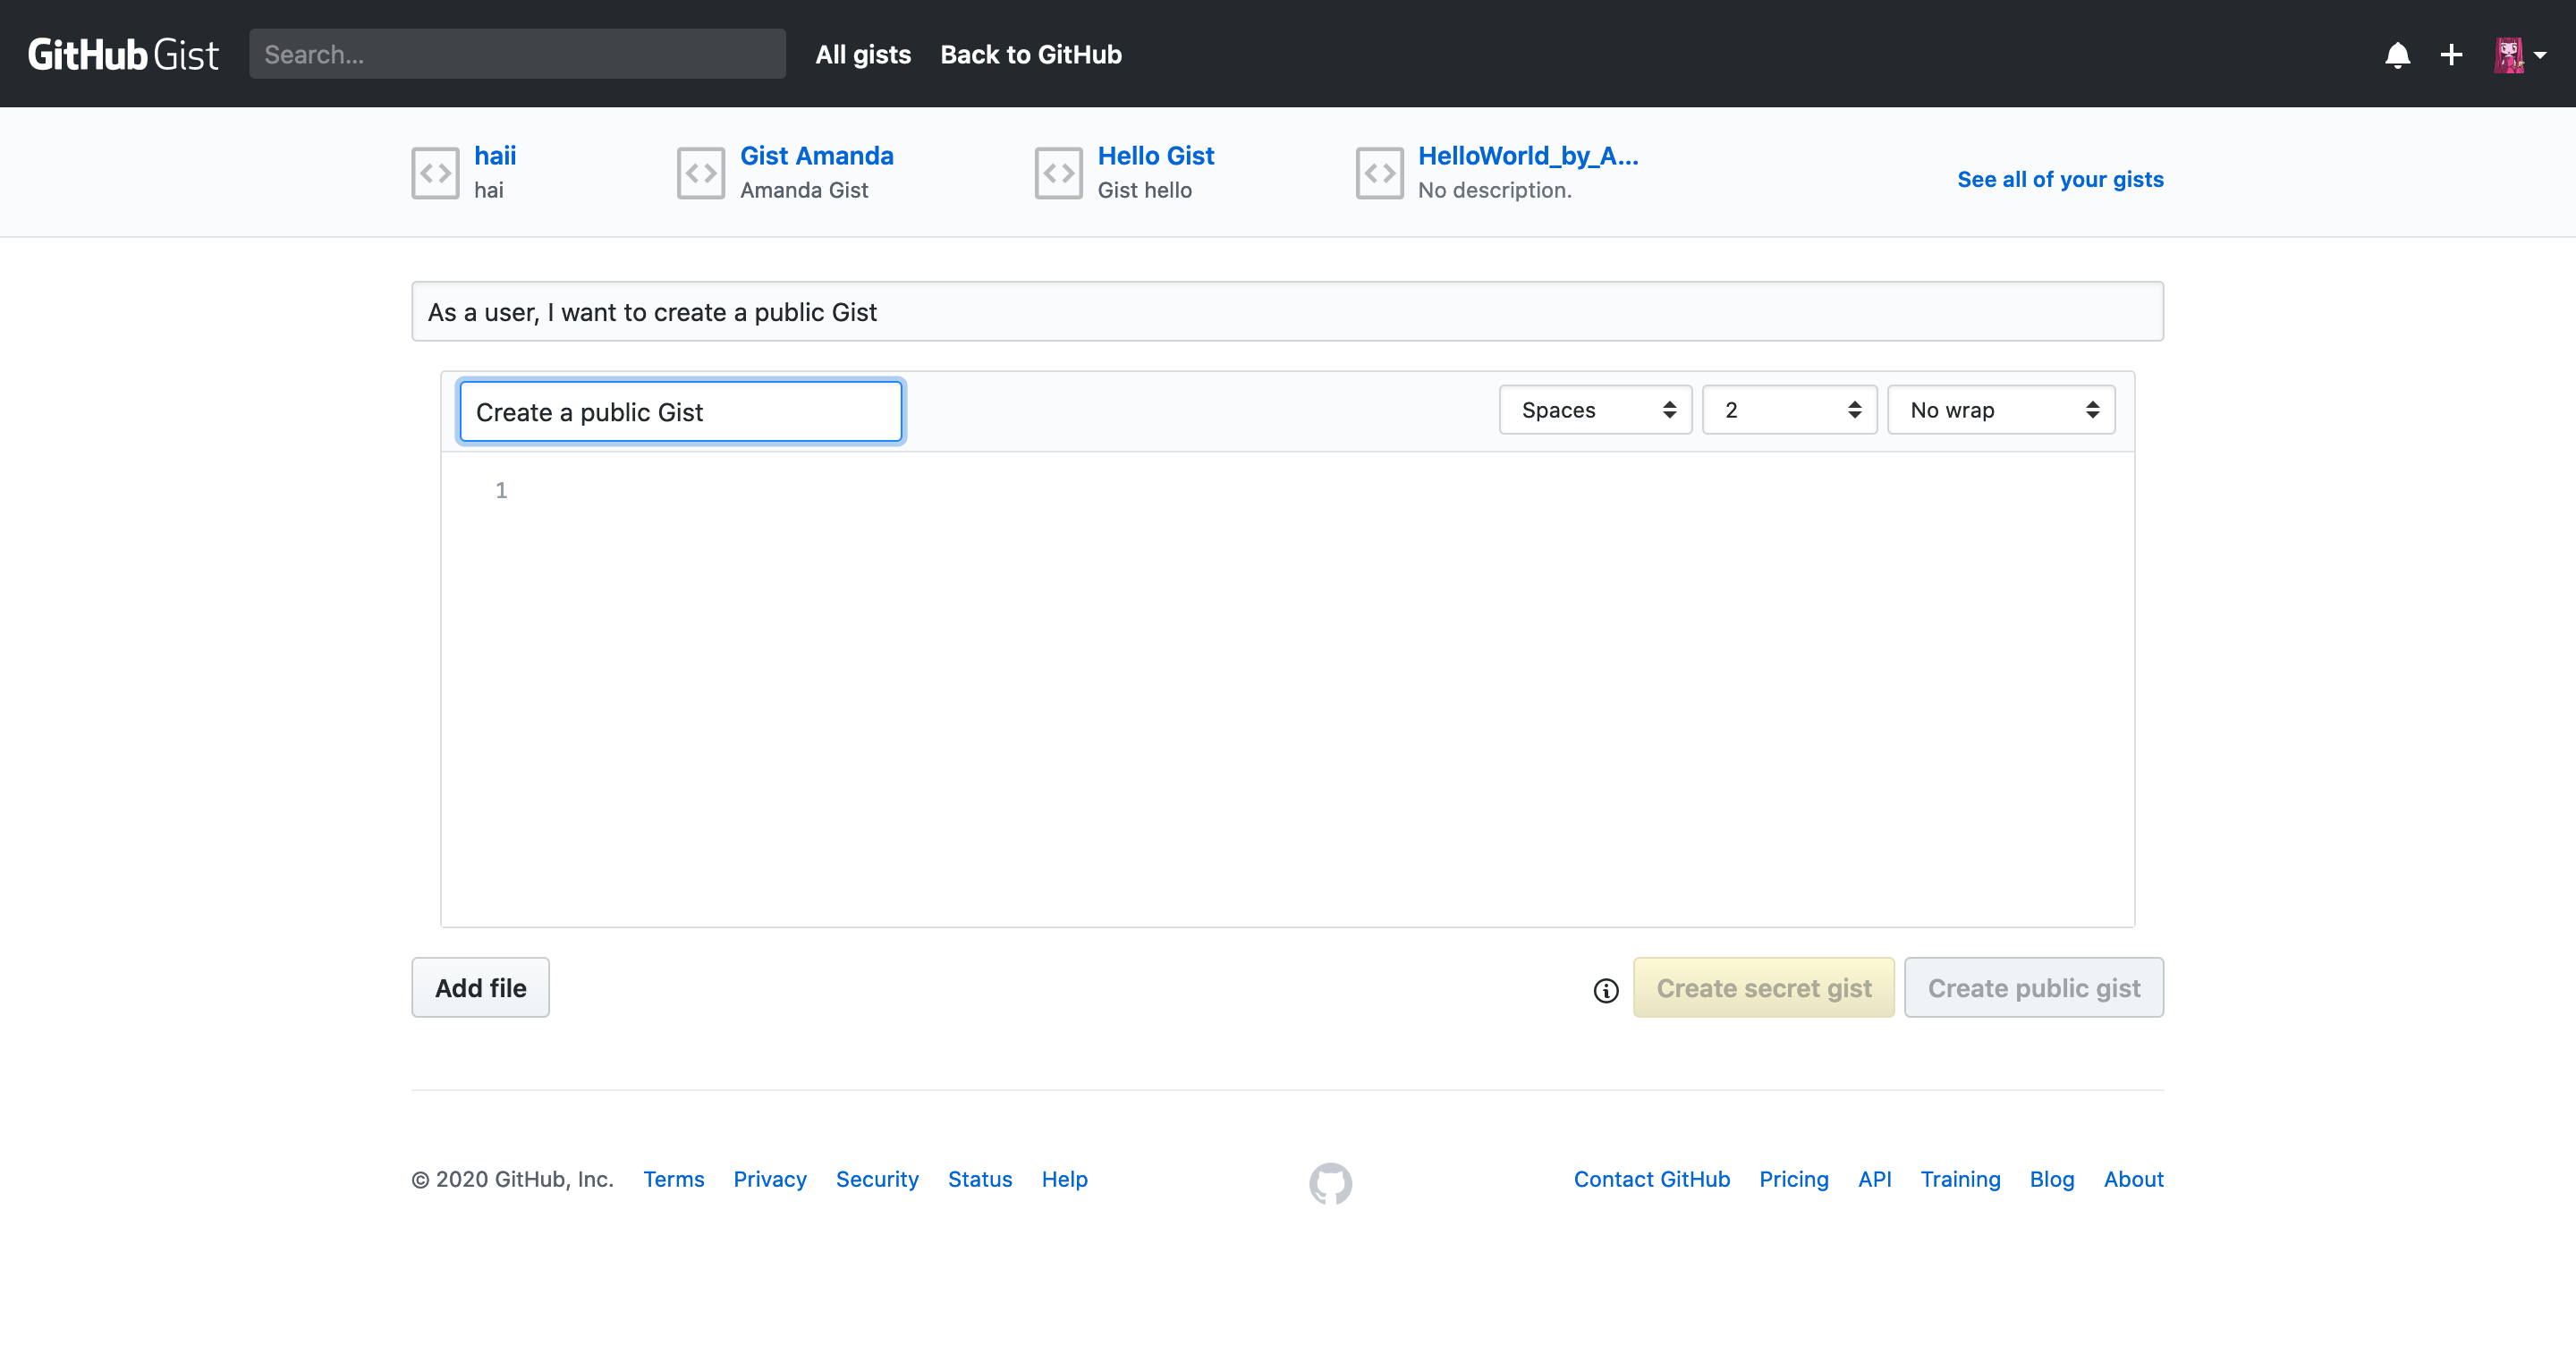 GitHub Gist Search... All gists Back to GitHub
haii Gist Amanda Hello Gist HelloWorld_by_A...
hai Amanda Gist Gist hello No description.
See all of your gists
As a user, I want to create a public Gist
Create a public Gist Spaces 2 No wrap
1
Add file Create secret gist Create public gist
© 2020 GitHub, Inc. Terms Privacy Security Status Help Contact GitHub Pricing API Training Blog About